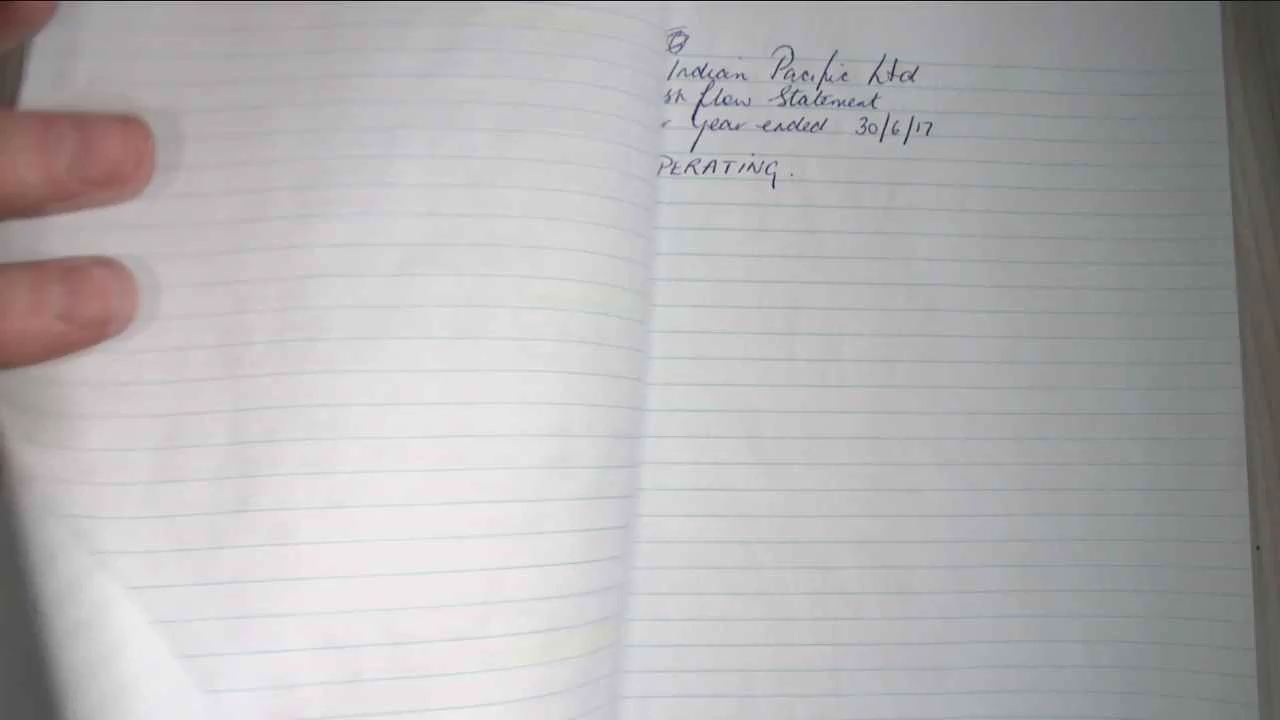 Indian Pacific Ltd
sh flow Statement
r year ended 30/6/17
PERATING.